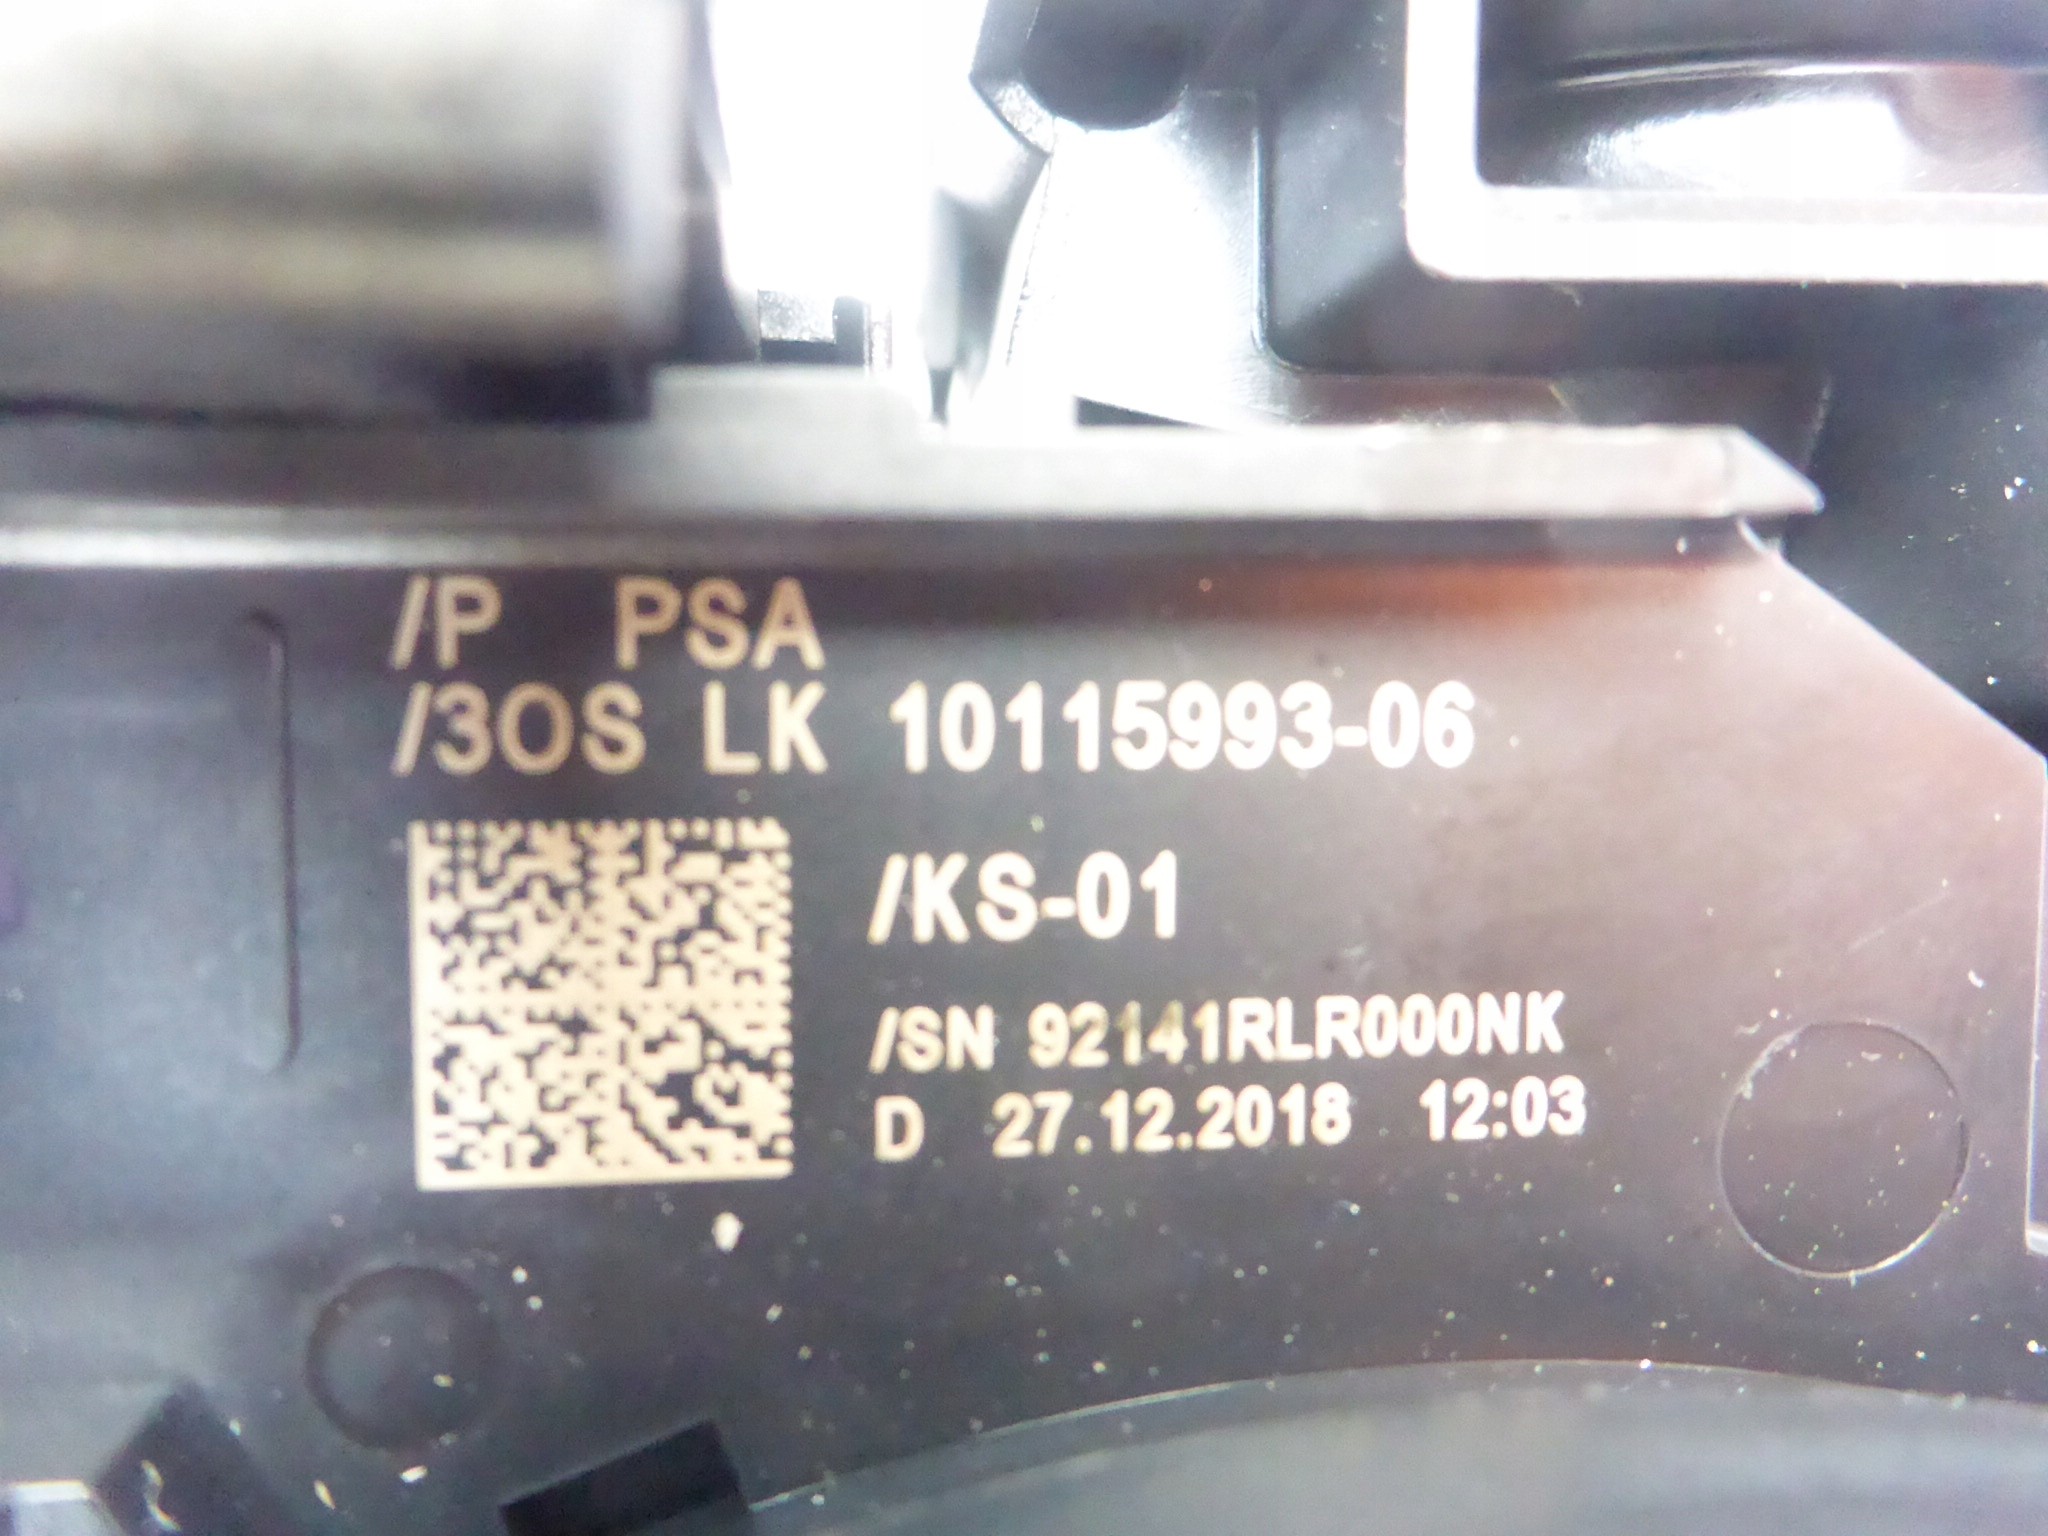 /P PSA
/3OS LK 10115993-06
/KS-01
/SN 92141RLR000NK
D 27.12.2018 12:03